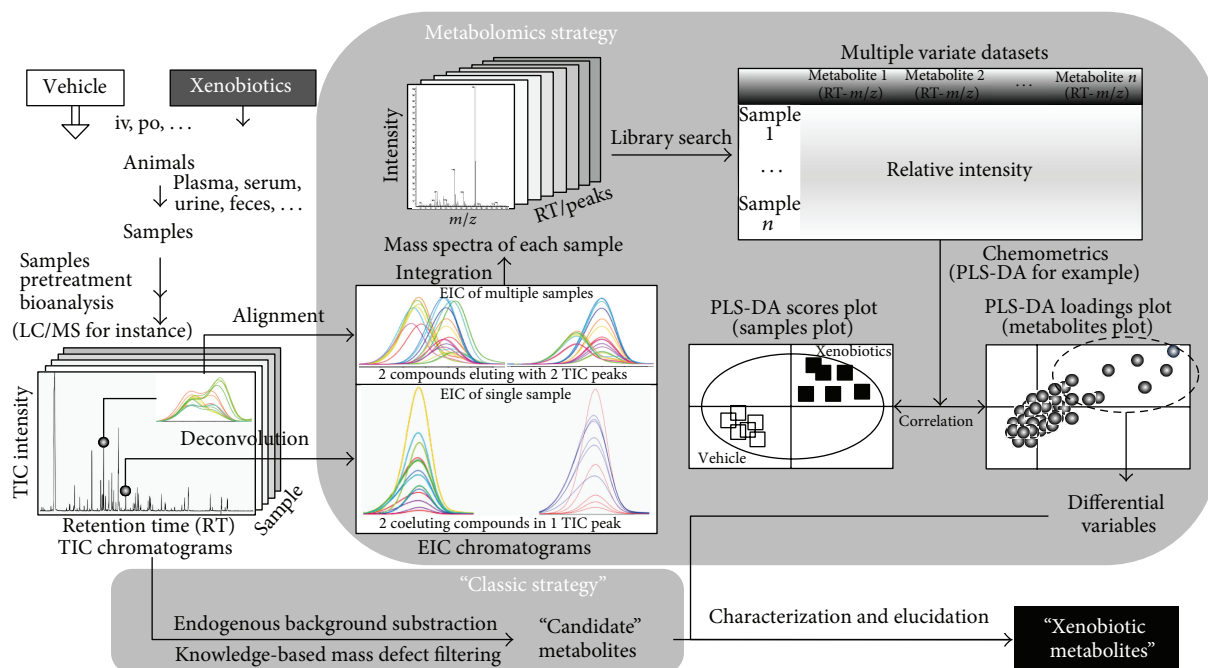 Metabolomics strategy
Vehicle
Xenobiotics
iv, po, . . .
Animals
Plasma, serum,
urine, feces, . . .
Samples
Samples
pretreatment
bioanalysis
(LC/MS for instance)
TIC intensity
Retention time (RT)
Sample
TIC chromatograms
Alignment
Deconvolution
Intensity
m/z
RT/peaks
Mass spectra of each sample
Integration
EIC of multiple samples
2 compounds eluting with 2 TIC peaks
EIC of single sample
2 coeluting compounds in 1 TIC peak
EIC chromatograms
Library search
Multiple variate datasets
Metabolite 1
(RT- m/z)
Metabolite 2
(RT- m/z)
. . .
Metabolite n
(RT- m/z)
Sample
1
. . .
Sample
n
Relative intensity
Chemometrics
(PLS-DA for example)
PLS-DA scores plot
(samples plot)
Xenobiotics
Vehicle
Correlation
PLS-DA loadings plot
(metabolites plot)
Differential
variables
“Classic strategy”
Endogenous background substraction
Knowledge-based mass defect filtering
“Candidate”
metabolites
Characterization and elucidation
“Xenobiotic
metabolites”